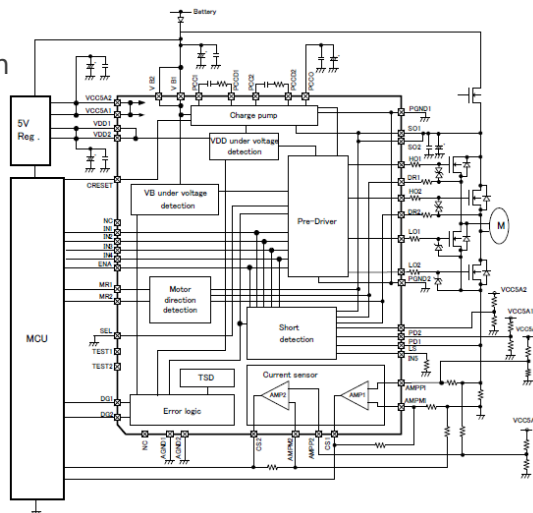 Battery
n
V B2
V B1
PCC1
PCCO1
PCC2
PCCO2
PCCO
VCC5A2
VCC5A1
VDD1
VDD2
5V
Reg .
Charge pump
PGND1
SO1
SO2
VDD under voltage
detection
HO1
DR1
CRESET
VB under voltage
detection
Pre-Driver
HO2
DR2
M
NC
IN1
IN2
IN3
IN4
ENA
LO1
LO2
PGND2
MR1
MR2
Motor
direction
detection
VCC5A2
VCC5A1
VCC5
MCU
SEL
Short
detection
PD2
PD1
LS
IN5
TEST1
TEST2
TSD
Current sensor
AMP2
AMP1
AMPPI
AMPMI
DG1
DG2
Error logic
VCC5A
NC
AGND1
AGND2
CS2
AMPM2
AMPP2
CS1